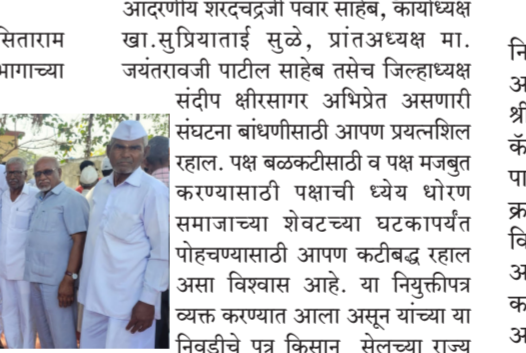 आदरणीय शरदचंद्रजी पवार साहेब, कार्याध्यक्ष
खा.सुप्रियाताई सुळे, प्रांतअध्यक्ष मा.
जयंतरावजी पाटील साहेब तसेच जिल्हाध्यक्ष
संदीप क्षीरसागर अभिप्रेत असणारी
संघटना बांधणीसाठी आपण प्रयत्नशिल
रहाल. पक्ष बळकटीसाठी व पक्ष मजबुत
करण्यासाठी पक्षाची ध्येय धोरण
समाजाच्या शेवटच्या घटकापर्यंत
पोहचण्यासाठी आपण कटीबद्ध रहाल
असा विश्वास आहे. या नियुक्तीपत्र
व्यक्त करण्यात आला असून यांच्या या
निवडीचे पत्र किसान सेलच्या राज्य
सिताराम
भागाच्या
नि
अ
श्री
कॅ
पा
क्र
वि
अ
क
अ